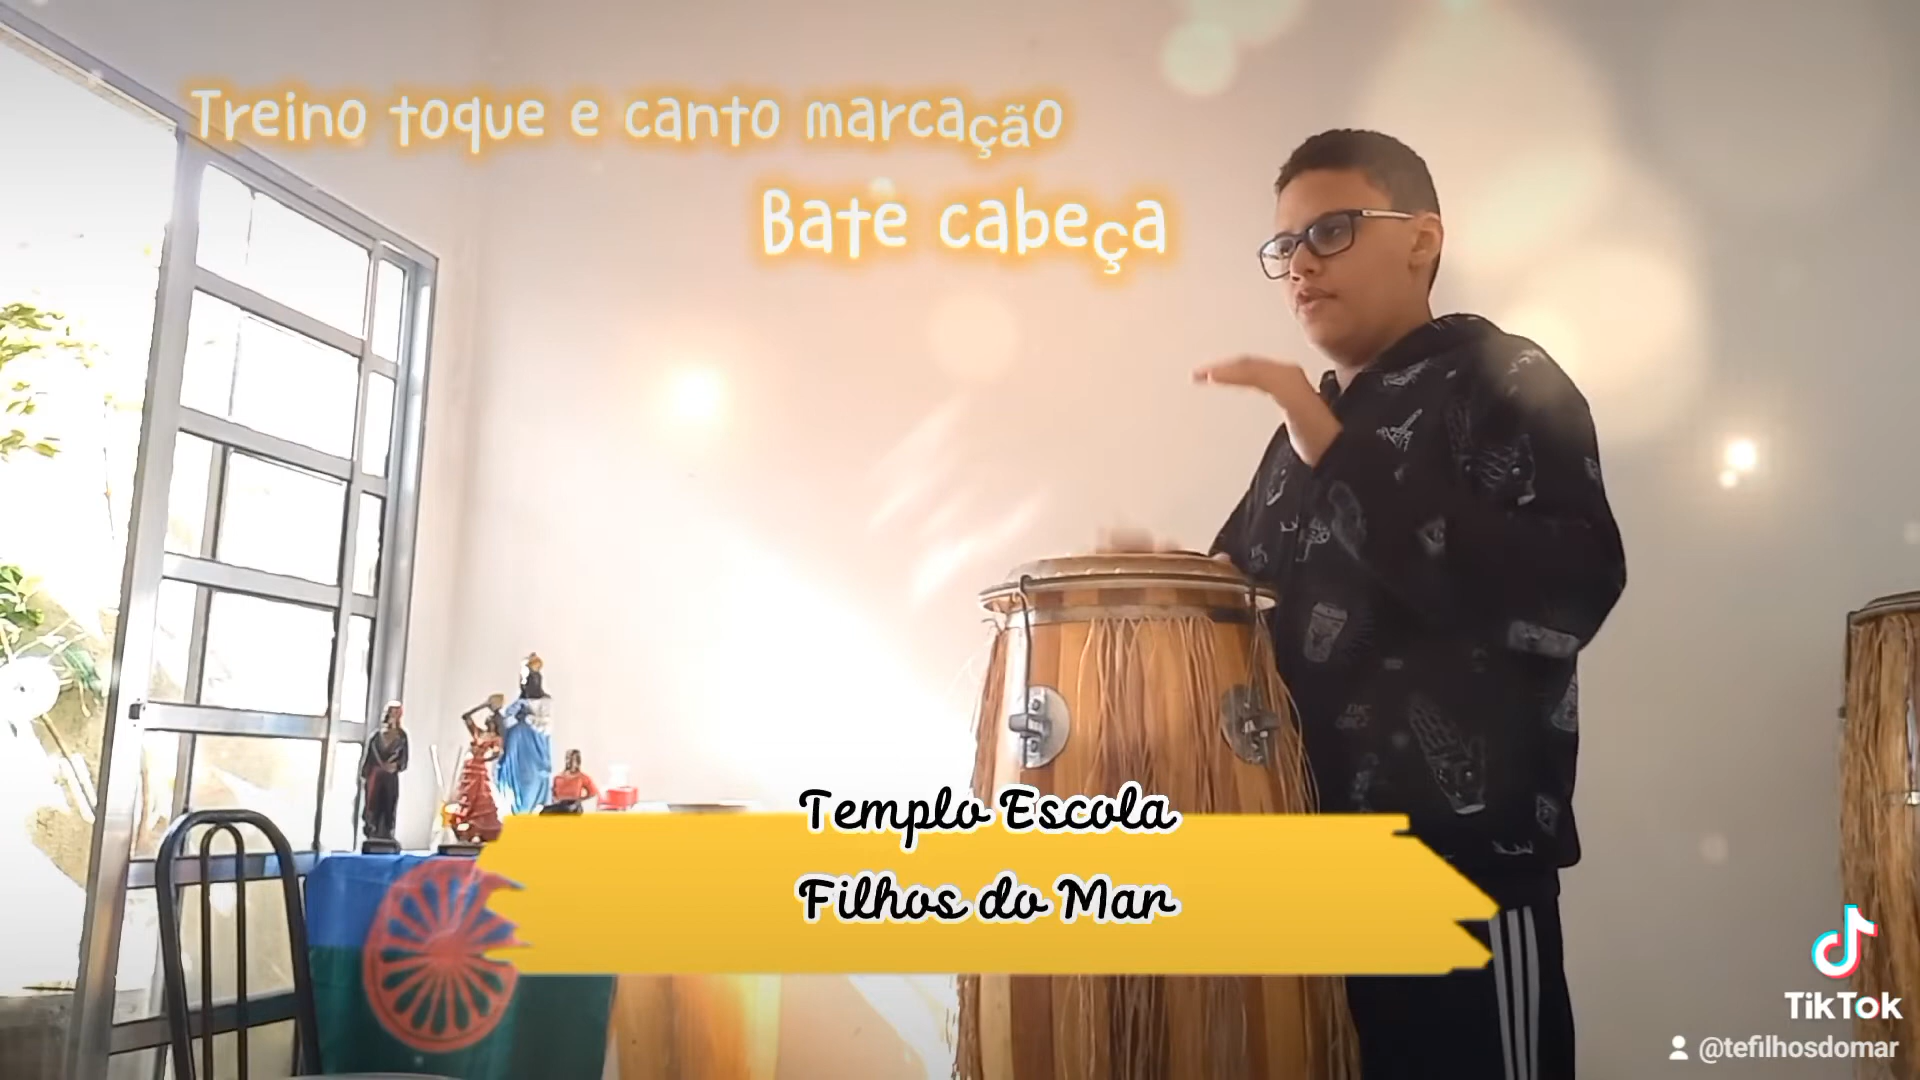 Treino toque e canto marcação
Bate cabeça
Templo Escola
Filhos do Mar
TikTok
@tefilhosdomar